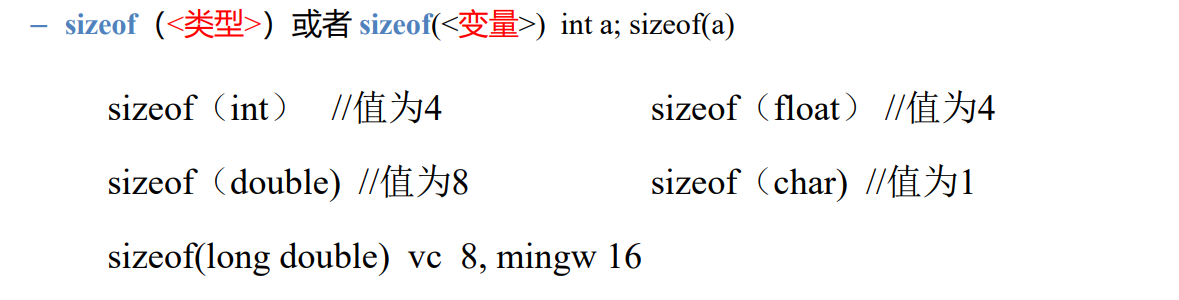 – sizeof（<类型>）或者 sizeof(<变量>）int a; sizeof(a)
sizeof（int） //值为4 sizeof（float） //值为4
sizeof（double) //值为8 sizeof（char) //值为1
sizeof(long double) vc 8, mingw 16